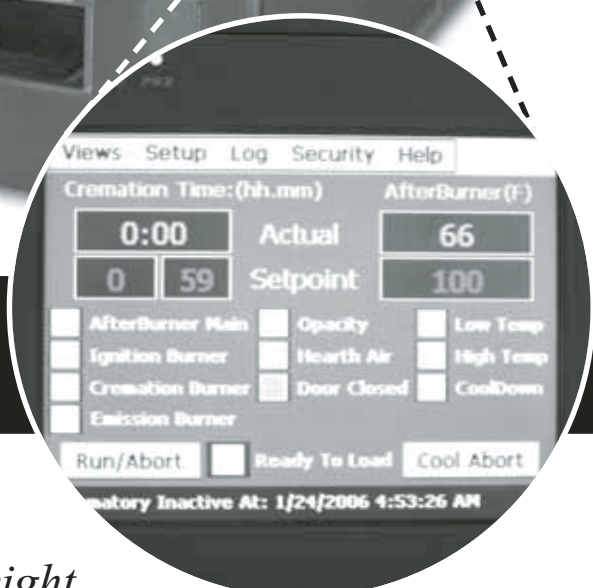 Views Setup Log Security Help
Cremation Time:(hh.mm) AfterBurner(F)
0:00 Actual 66
0 59 Setpoint 100
AfterBurner Main Opacity Low Temp
Ignition Burner Hearth Air High Temp
Cremation Burner Door Closed CoolDown
Emission Burner
Run/Abort Ready To Load Cool Abort
Inactive At: 1/24/2006 4:53:26 AM